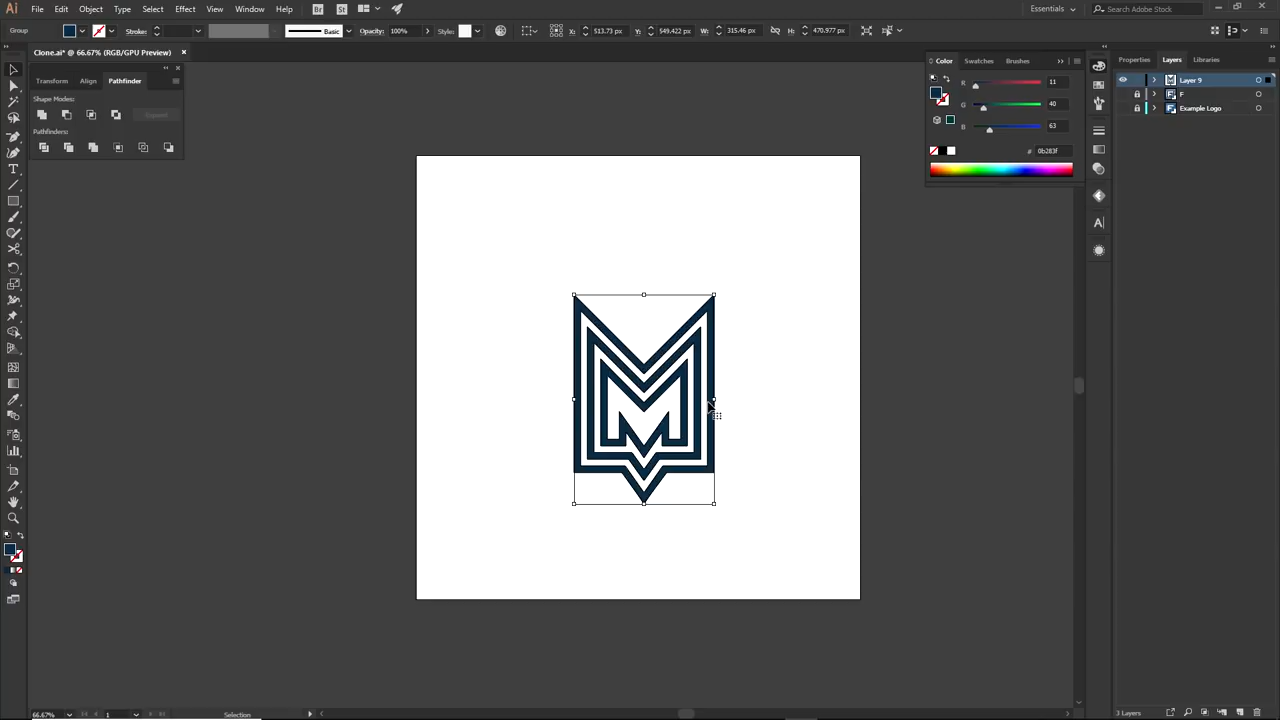 Ai File Edit Object Type Select Effect View Window Help Br St Essentials Search Adobe Stock
Group Stroke: Basic Opacity: 100% Style: X: 513.73 px Y: 549.422 px W: 315.46 px H: 470.977 px
Clone.ai* @ 66.67% (RGB/GPU Preview)
Transform Align Pathfinder
Shape Modes:
Expand
Pathfinders:
Color Swatches Brushes
R 11
G 40
B 63
# 0b283f
Properties Layers Libraries
Layer 9
F
Example Logo
M
66.67% 1 Selection 3 Layers